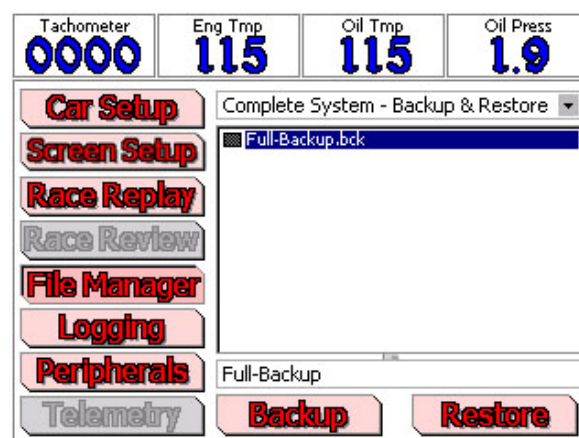 Tachometer Eng Tmp Oil Tmp Oil Press
0000 115 115 1.9
Car Setup
Complete System - Backup & Restore
Screen Setup
Full-Backup.bck
Race Replay
Race Review
File Manager
Logging
Peripherals
Full-Backup
Telemetry
Backup
Restore